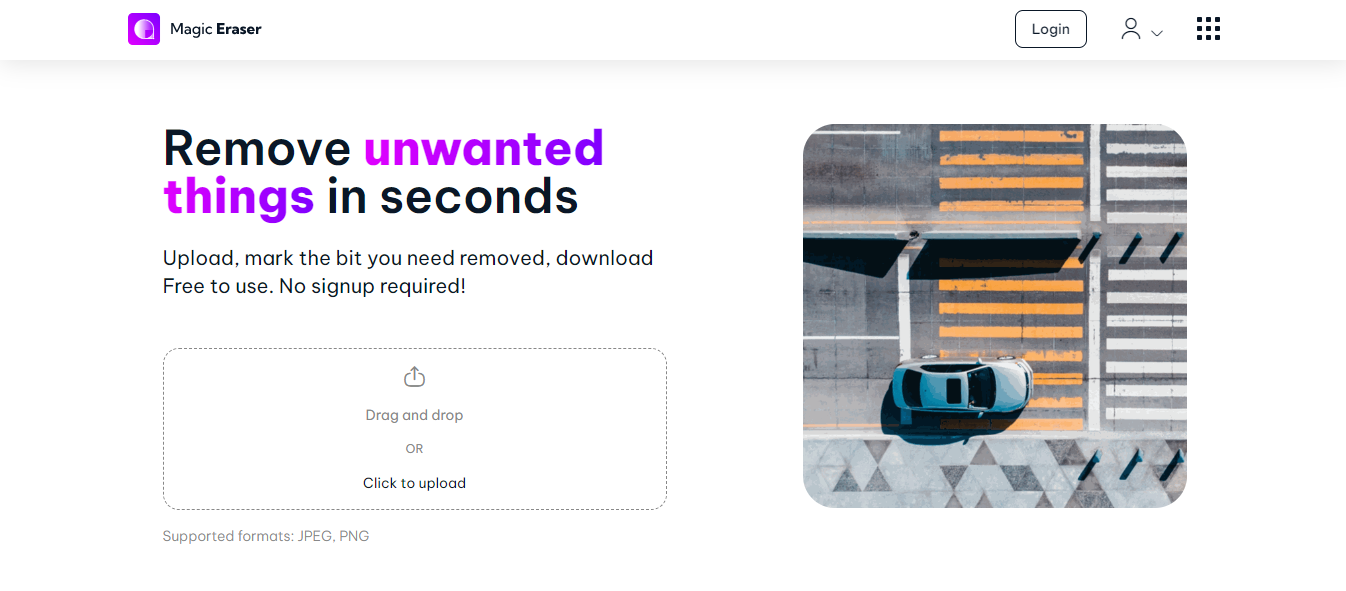 Magic Eraser
Login
Remove unwanted
things in seconds
Upload, mark the bit you need removed, download
Free to use. No signup required!
Drag and drop
OR
Click to upload
Supported formats: JPEG, PNG